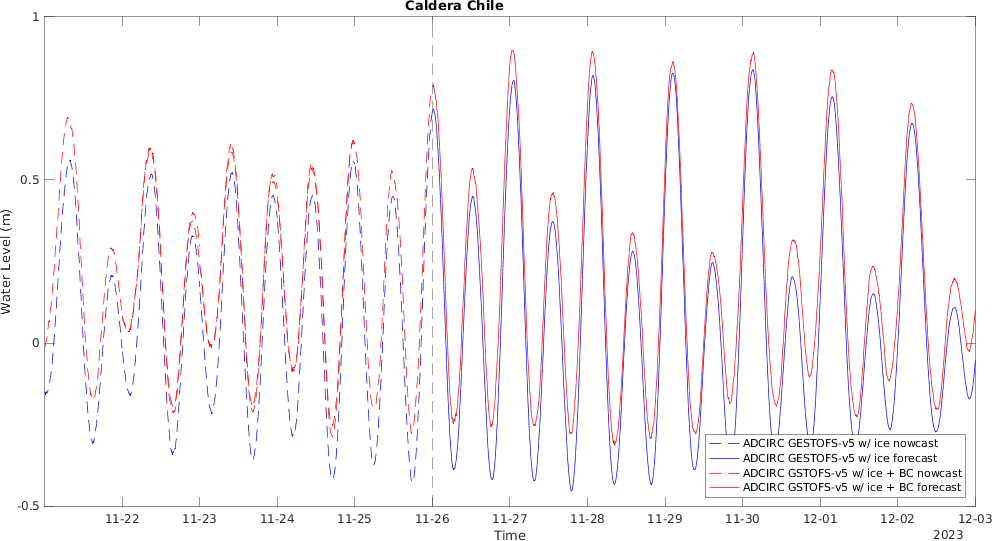 Caldera Chile
1
0.5
0
-0.5
Water Level (m)
ADCIRC GESTOFS-v5 w/ ice nowcast
ADCIRC GESTOFS-v5 w/ ice forecast
ADCIRC GSTOFS-v5 w/ ice + BC nowcast
ADCIRC GSTOFS-v5 w/ ice + BC forecast
11-22 11-23 11-24 11-25 11-26 11-27 11-28 11-29 11-30 12-01 12-02 12-03
Time
2023